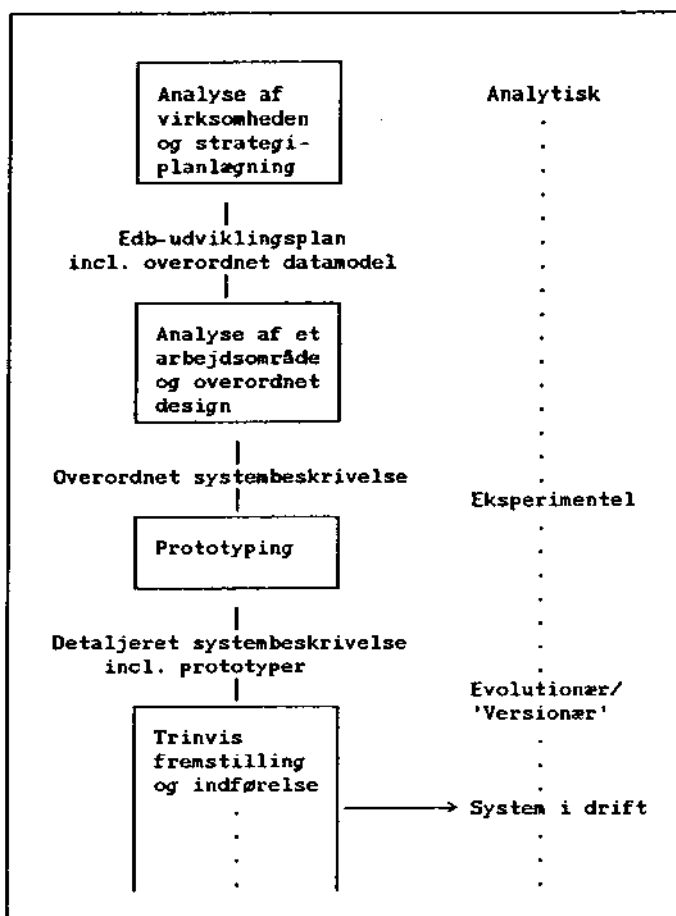 Analyse af
virksomheden
og strategi-
planlægning
Analytisk
Edb-udviklingsplan
incl. overordnet datamodel
Analyse af et
arbejdsområde
og overordnet
design
Overordnet systembeskrivelse
Eksperimentel
Prototyping
Detaljeret systembeskrivelse
incl. prototyper
Evolutionær/
'Versionær'
Trinvis
fremstilling
og indførelse
System i drift